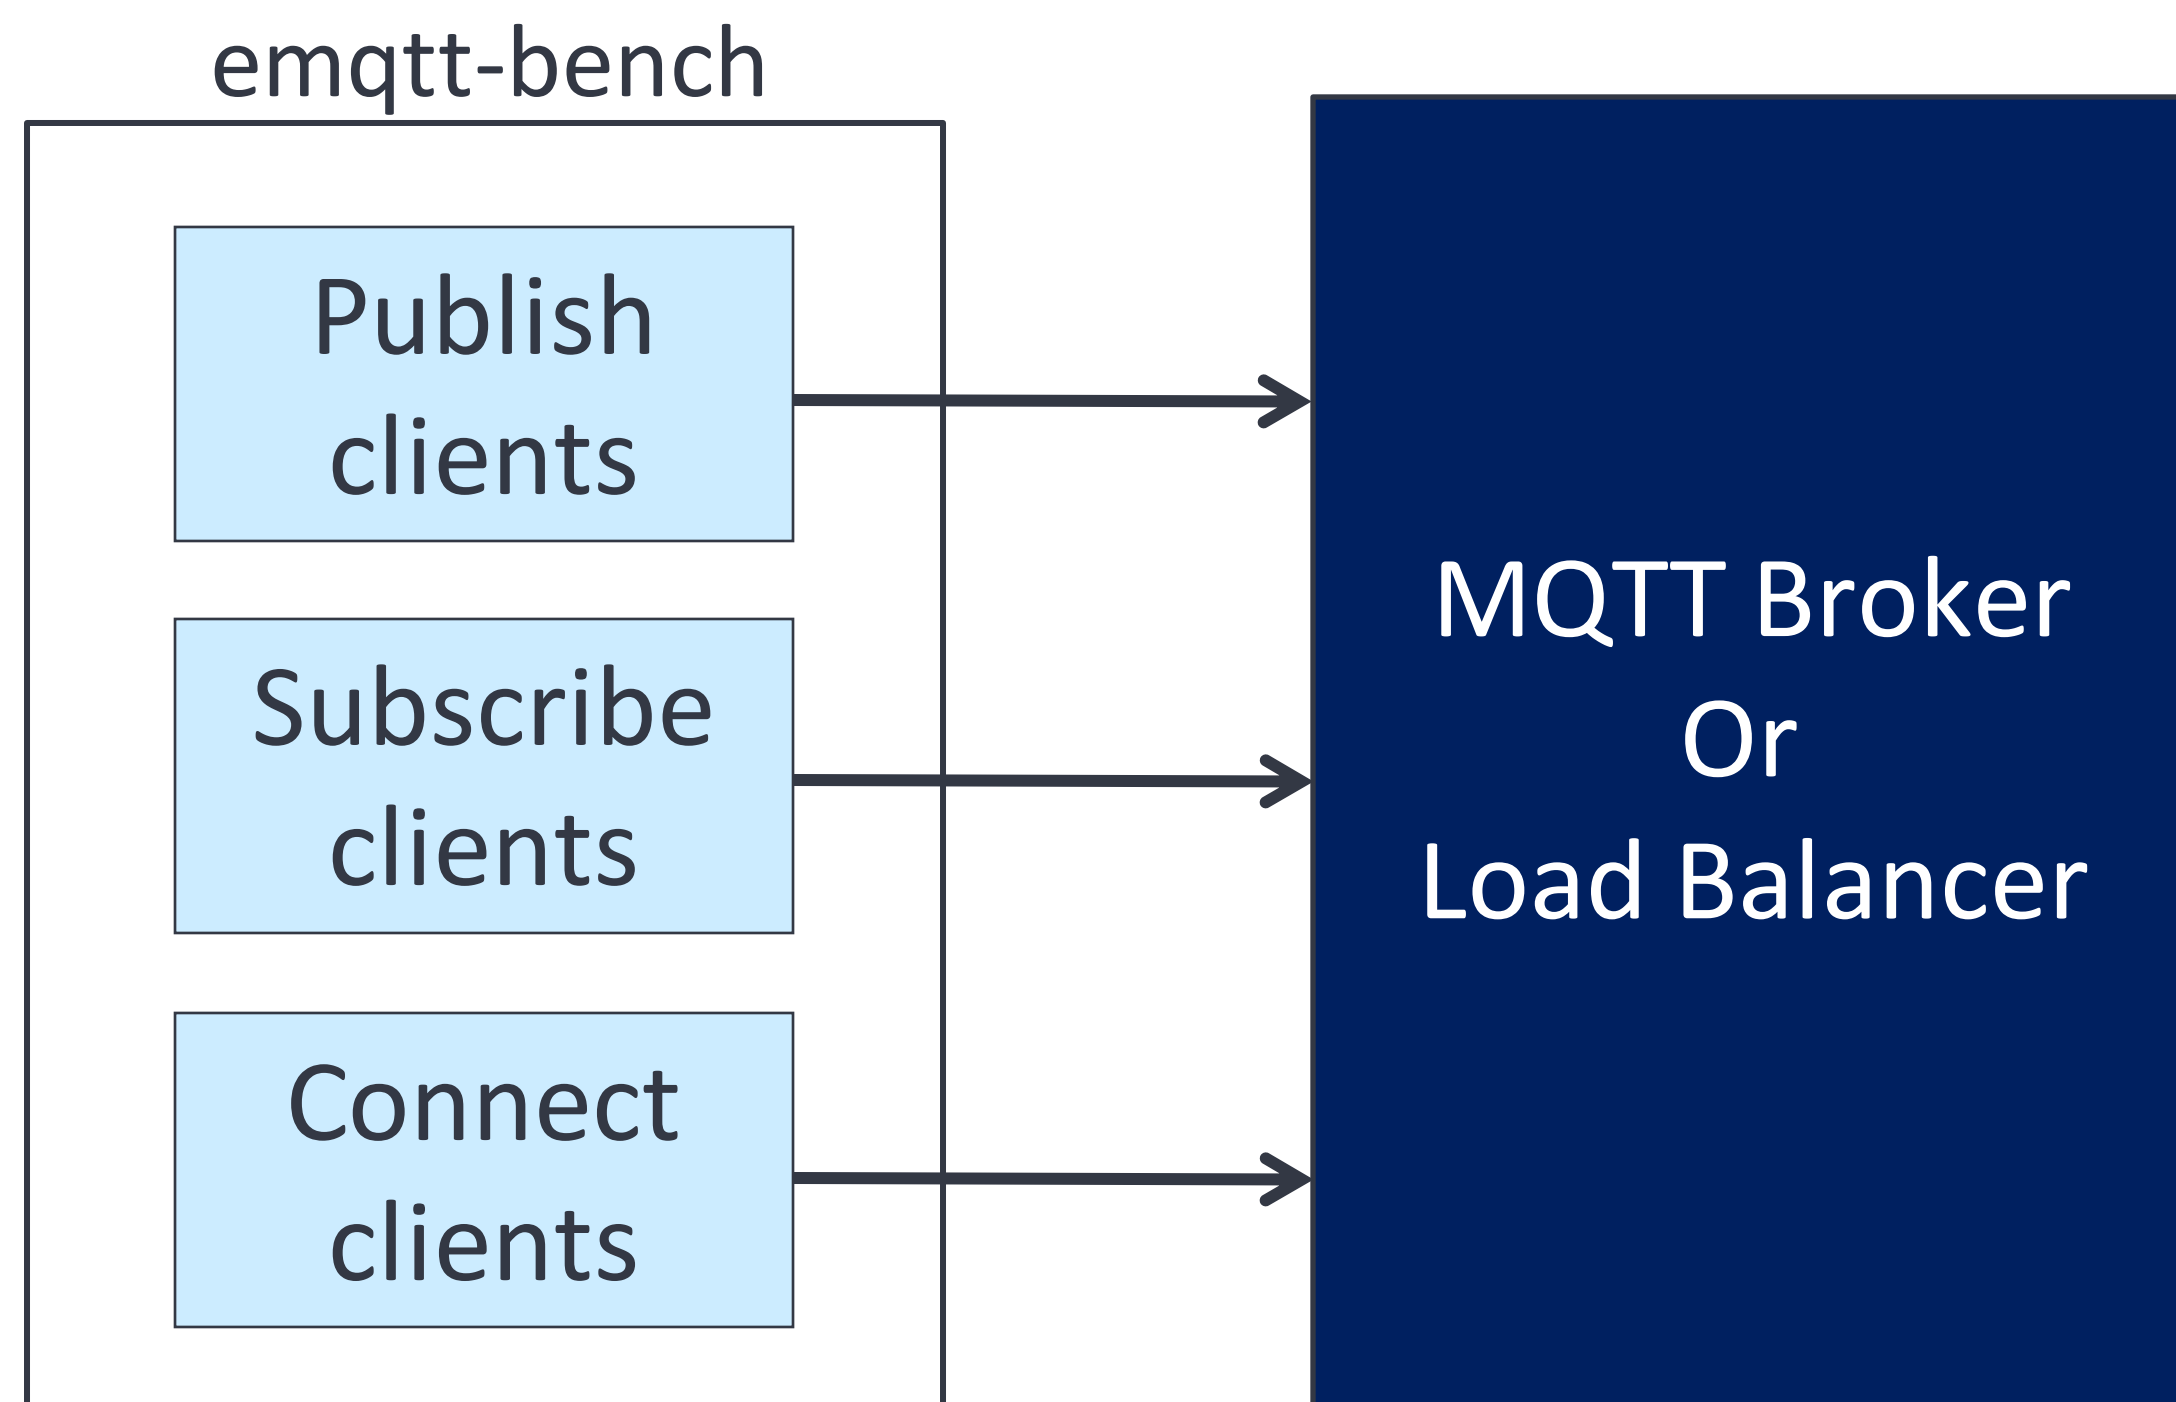 emqtt-bench
Publish
clients
Subscribe
clients
Connect
clients
MQTT Broker
Or
Load Balancer